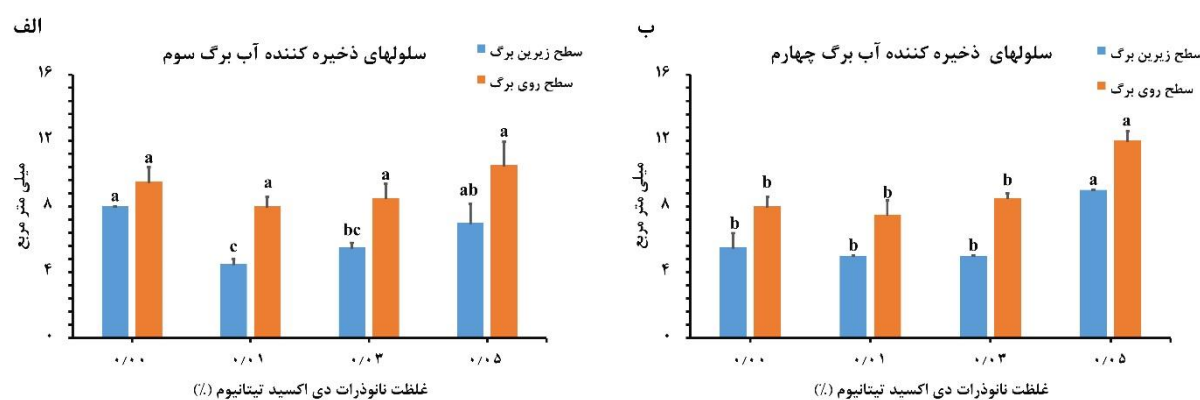 الف
سلولهای ذخیره کننده آب برگ سوم
سطح زیرین برگ
سطح روی برگ
میلی متر مربع
۱۶
۱۲
۸
۴
۰
a a
c a
bc a
ab a
۰/۰۰ ۰/۰۱ ۰/۰۳ ۰/۰۵
غلظت نانوذرات دی اکسید تیتانیوم (٪)
ب
سلولهای ذخیره کننده آب برگ چهارم
سطح زیرین برگ
سطح روی برگ
میلی متر مربع
۱۶
۱۲
۸
۴
۰
b b
b b
b b
a a
۰/۰۰ ۰/۰۱ ۰/۰۳ ۰/۰۵
غلظت نانوذرات دی اکسید تیتانیوم (٪)